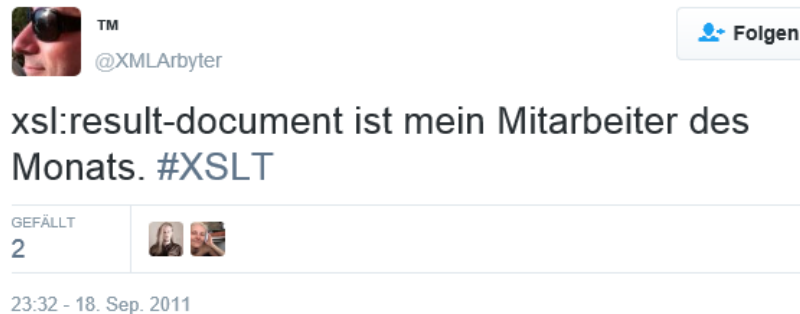 ™
@XMLArbyter
Folgen
xsl:result-document ist mein Mitarbeiter des
Monats. #XSLT
GEFÄLLT
2
23:32 - 18. Sep. 2011